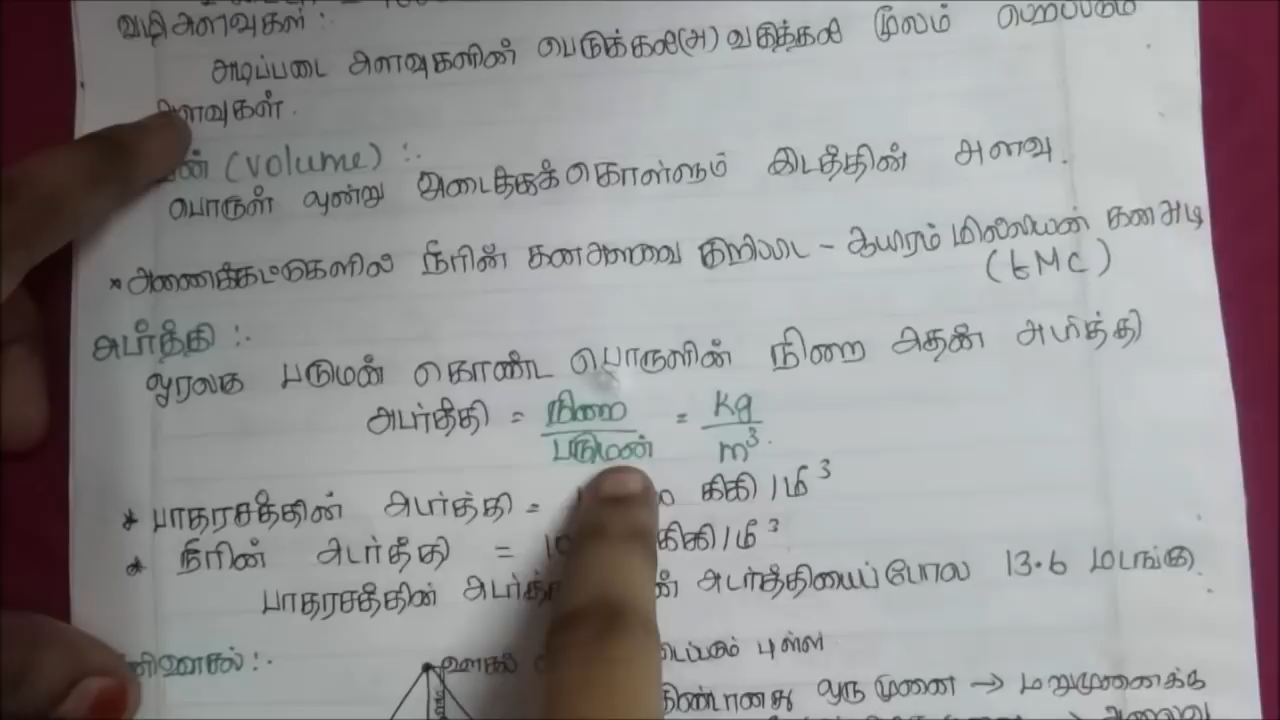 வழி அளவுகள் :.
அடிப்படை அளவுகளின் பெருக்கல்(அ) வகுத்தல் மூலம் பெறப்படும்
அளவுகள்.
(Volume) :.
பொருள் ஒன்று அடைத்துக்கொள்ளும் இடத்தின் அளவு.
* அணைக்கட்டுகளில் நீரின் கனஅளவை குறிப்பிட - ஆயிரம் மில்லியன் கனஅடி
(tMC)
அடர்த்தி :.
ஓரலகு பருமன் கொண்ட பொருளின் நிறை அதன் அடர்த்தி
அடர்த்தி = நிறை / பருமன் = Kg / m³.
* பாதரசத்தின் அடர்த்தி = கிகி/மீ³
* நீரின் அடர்த்தி = கிகி/மீ³
பாதரசத்தின் அடர்த்தியைப்போல 13.6 மடங்கு.
ஊசல்
புள்ள
ஒரு முனை → மறுமுனைக்கு